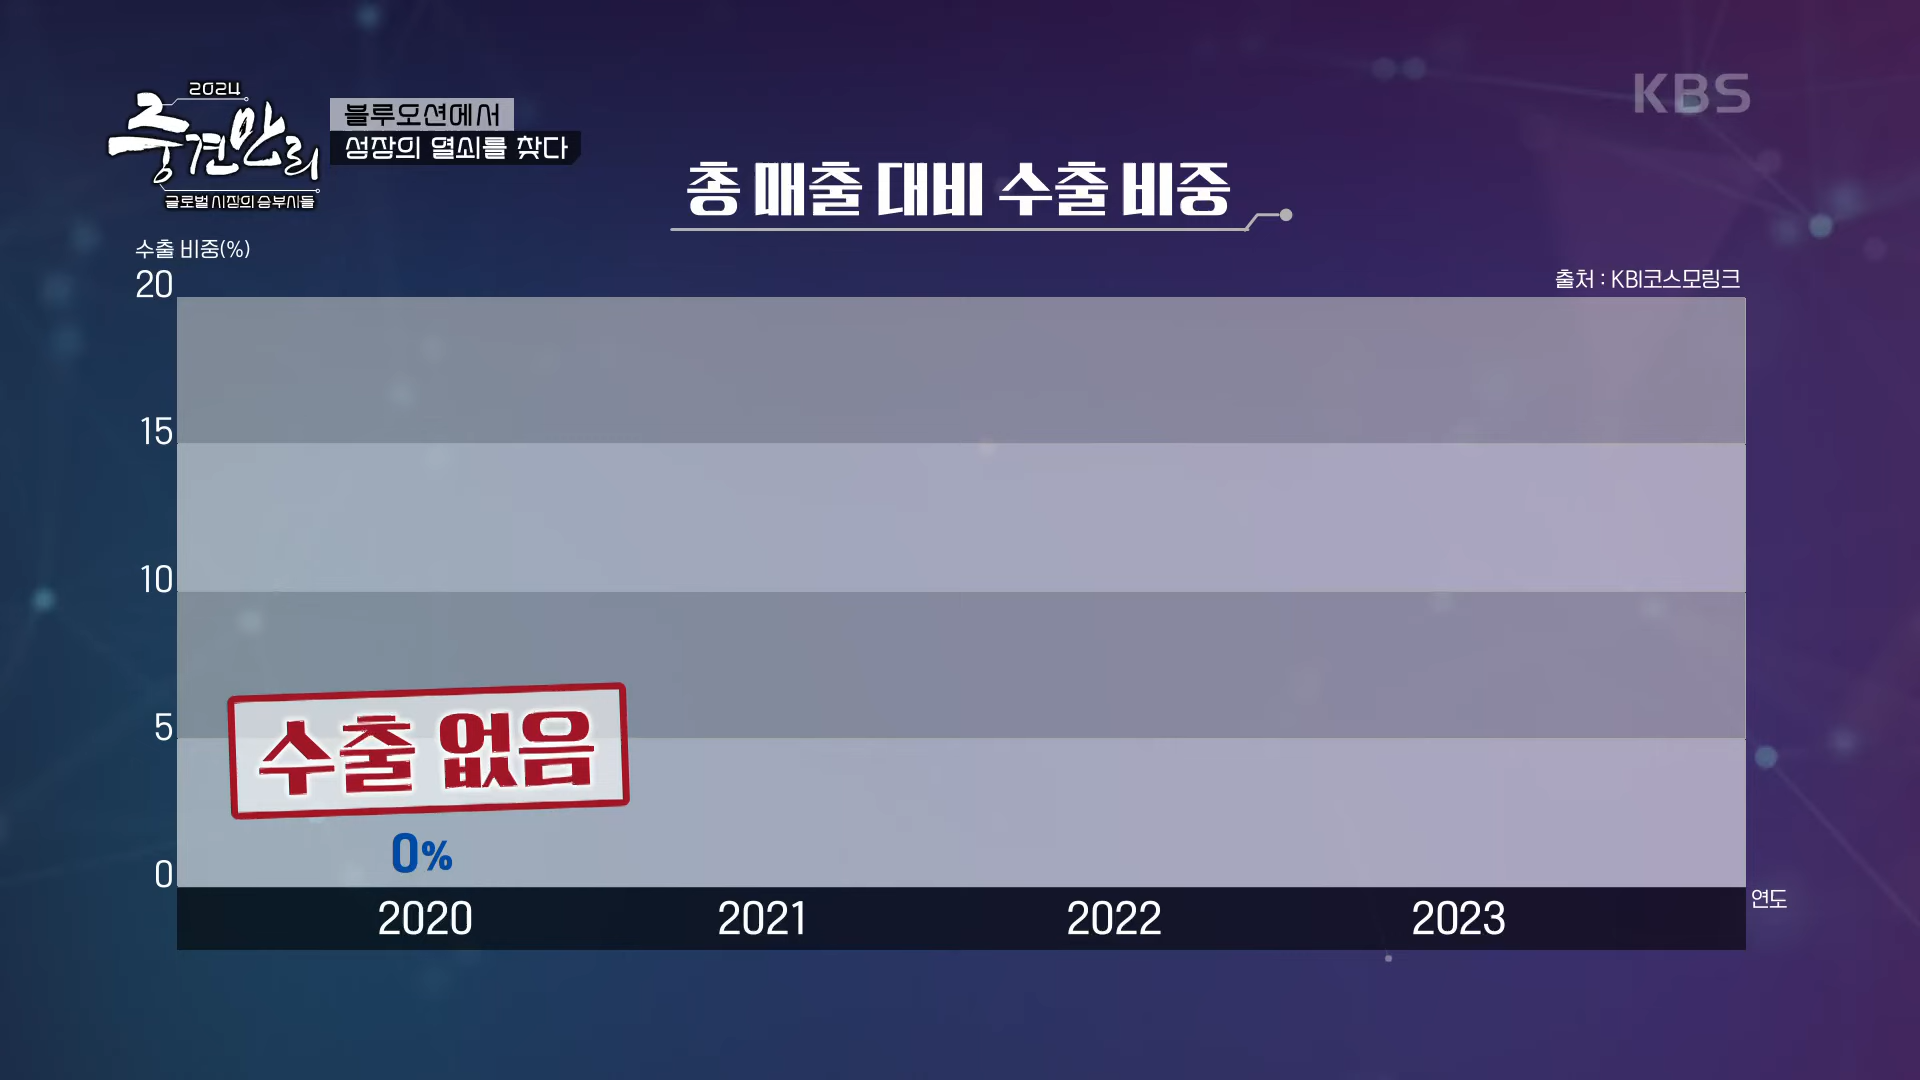 2024
중견만리
글로벌 시장의 승부사들
블루오션에서
성장의 열쇠를 찾다
KBS
총 매출 대비 수출 비중
수출 비중(%)
출처 : KBI코스모링크
20
15
10
5
0
수출 없음
0%
2020 2021 2022 2023
연도